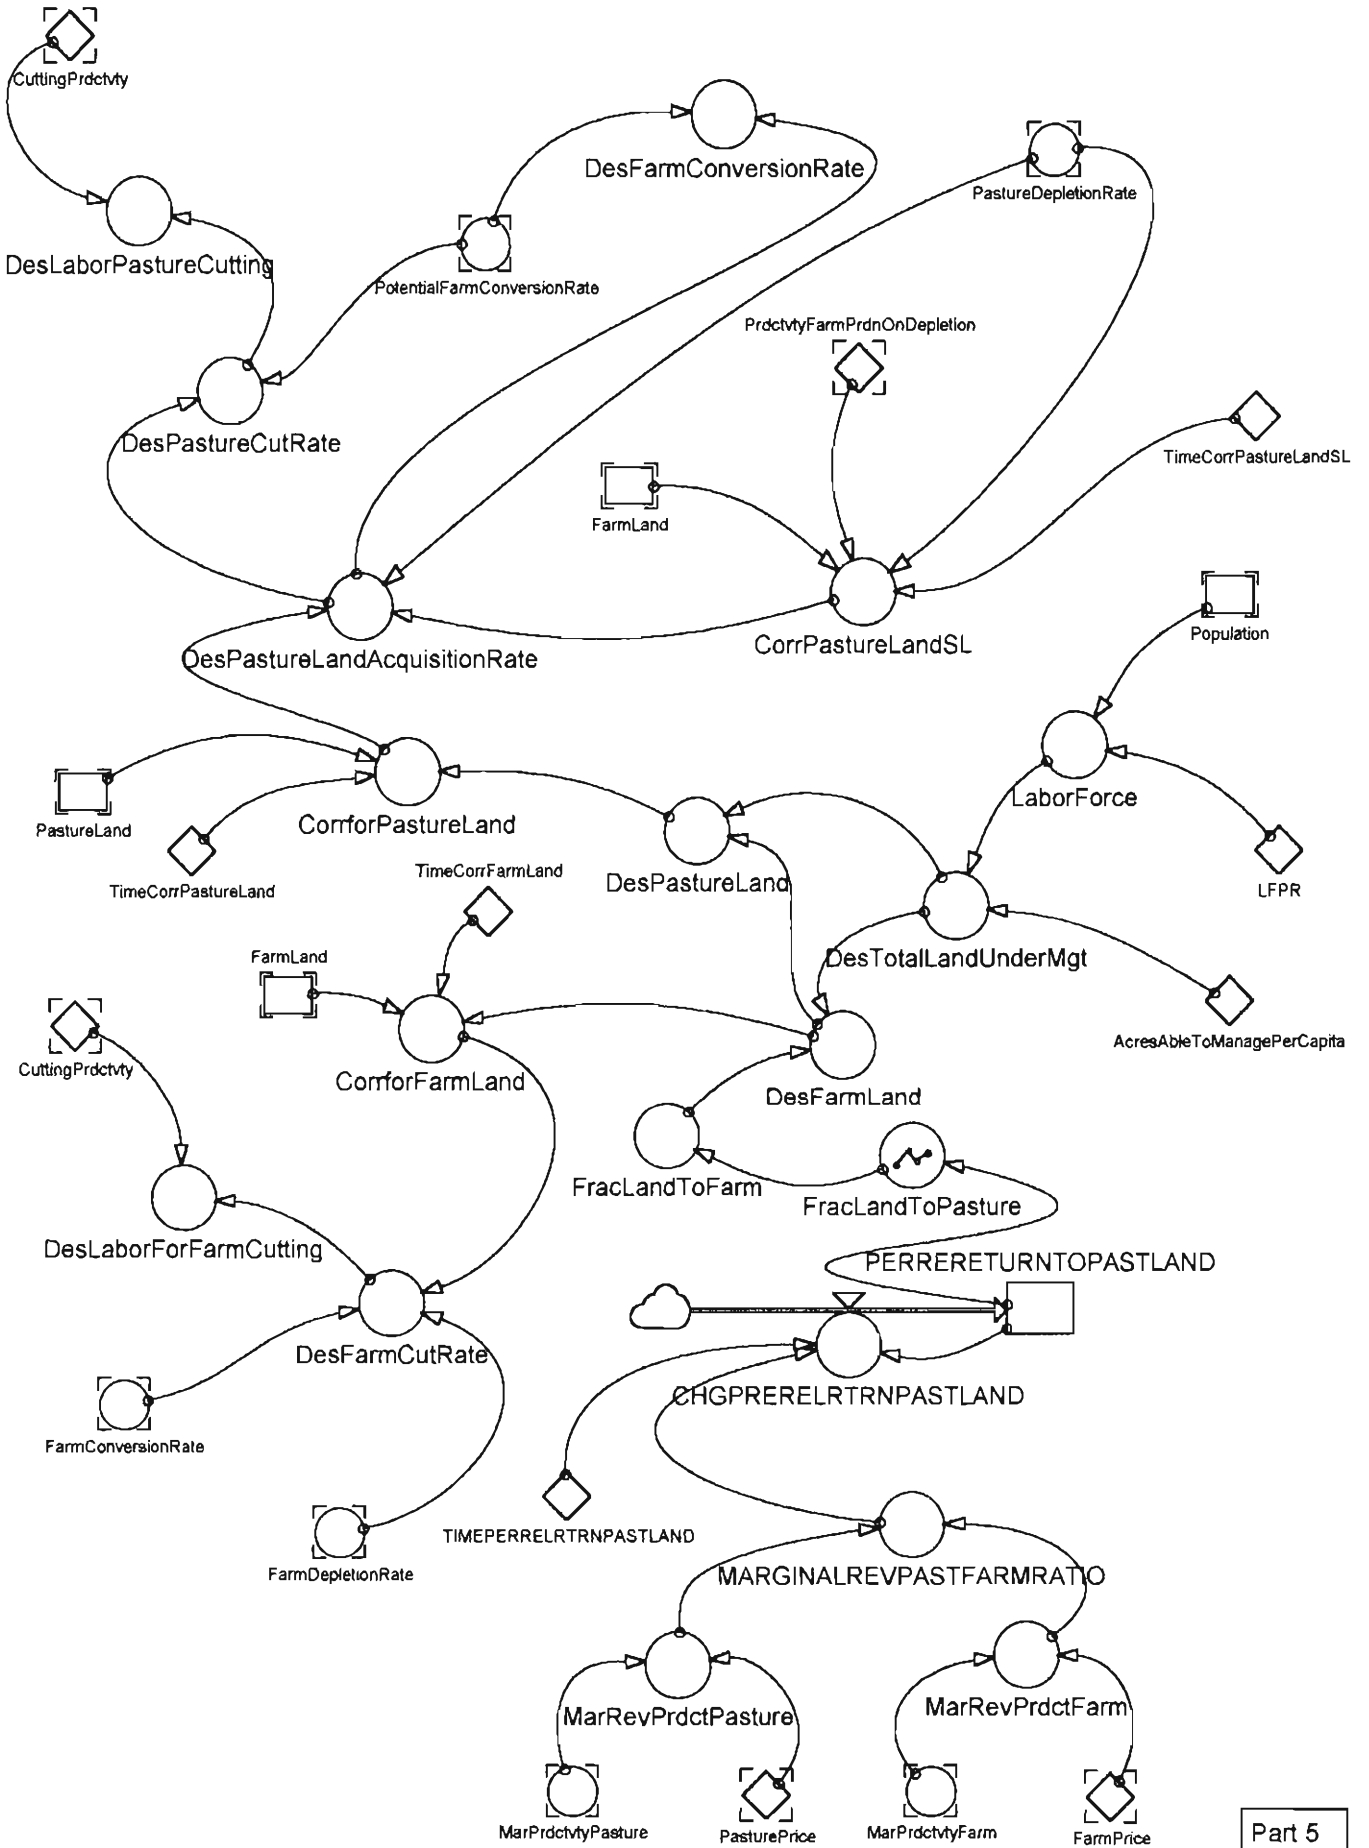 CuttingPrdctvty
DesFarmConversionRate
PastureDepletionRate
DesLaborPastureCutting
PotentialFarmConversionRate
PrdctvtyFarmPrdnOnDepletion
DesPastureCutRate
TimeCorrPastureLandSL
FarmLand
Population
CorrPastureLandSL
DesPastureLandAcquisitionRate
LaborForce
CorrforPastureLand
PastureLand
TimeCorrPastureLand
TimeCorrFarmLand
DesPastureLand
LFPR
FarmLand
DesTotalLandUnderMgt
AcresAbleToManagePerCapita
CuttingPrdctvty
CorrforFarmLand
DesFarmLand
FracLandToFarm
FracLandToPasture
DesLaborForFarmCutting
PERRERETURNTOPASTLAND
DesFarmCutRate
CHGPRERELRTRNPASTLAND
FarmConversionRate
TIMEPERRELRTRNPASTLAND
FarmDepletionRate
MARGINALREVPASTFARMRATIO
MarRevPrdctPasture
MarRevPrdctFarm
MarPrdctvtyPasture
PasturePrice
MarPrdctvtyFarm
FarmPrice
Part 5